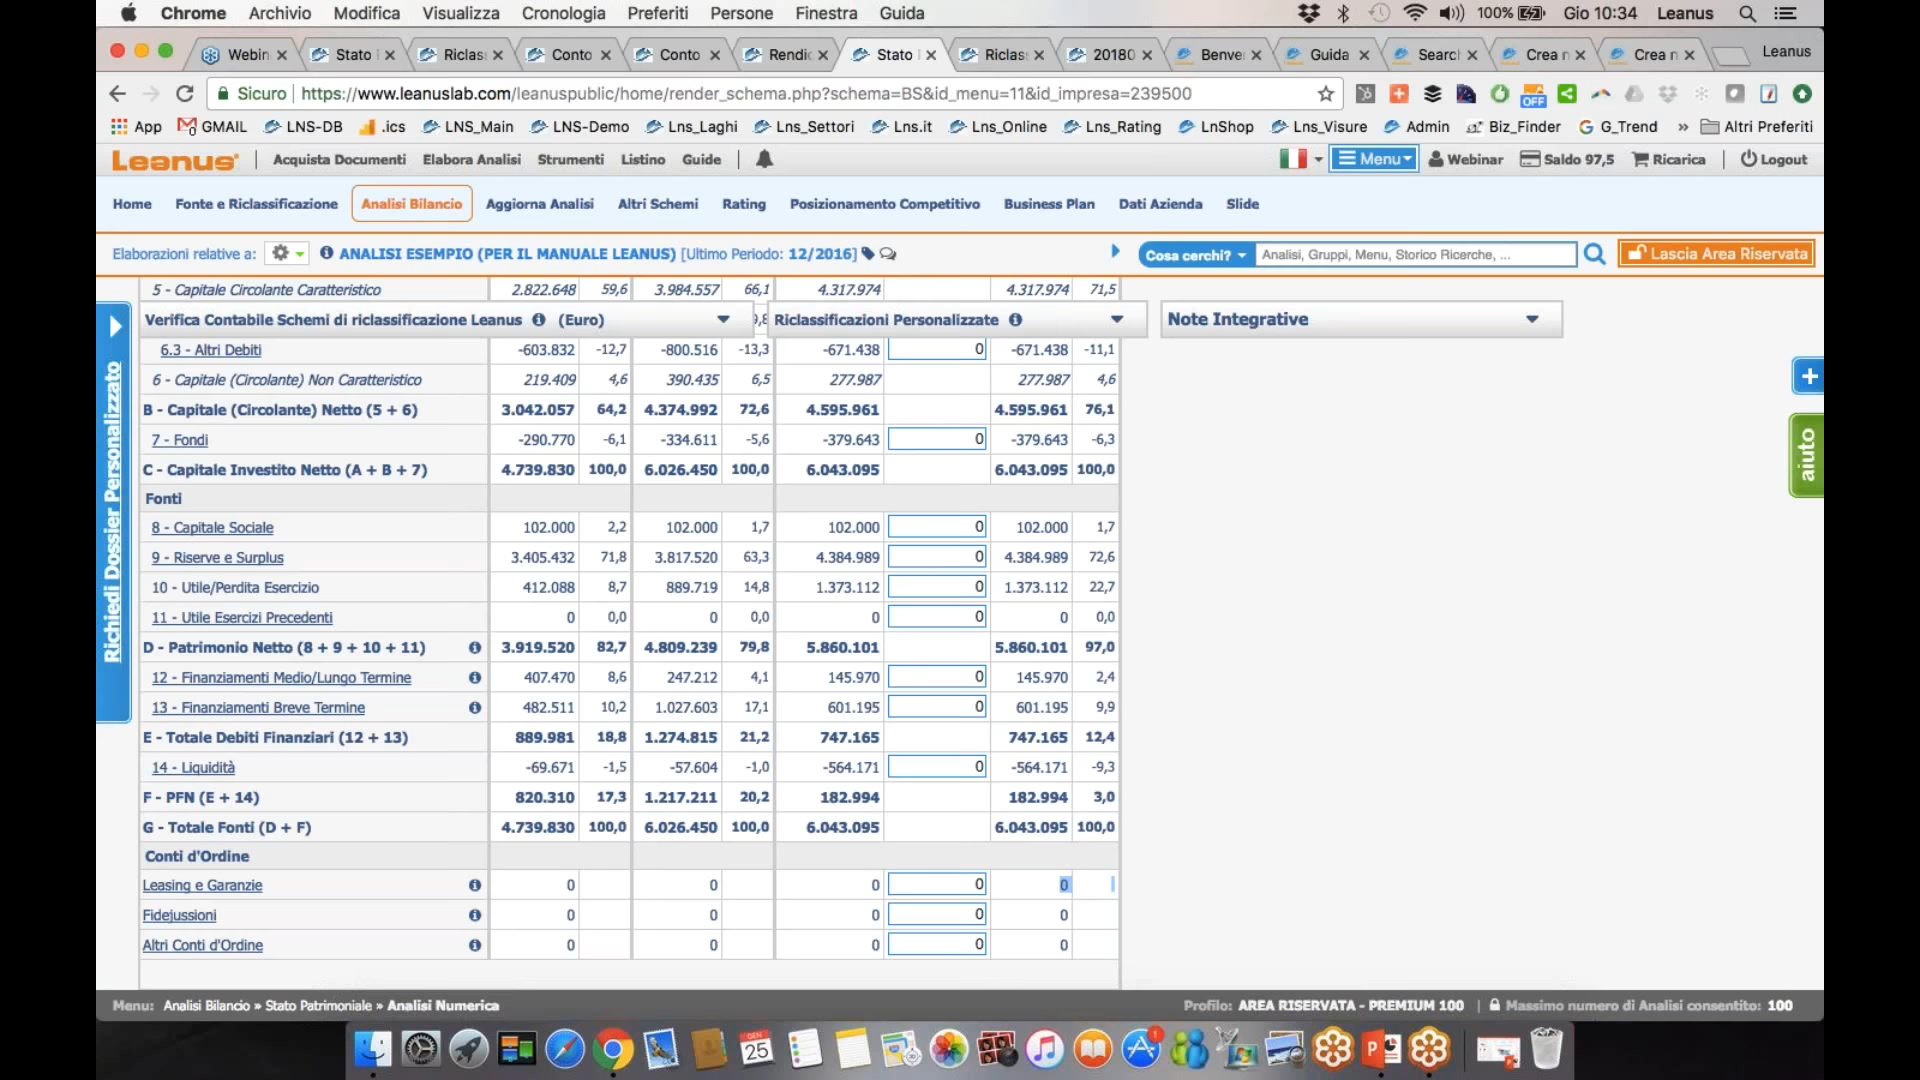 Chrome Archivio Modifica Visualizza Cronologia Preferiti Persone Finestra Guida 100% Gio 10:34 Leanus
Webin Stato Riclas Conto Conto Rendic Stato Riclas 20180 Benve Guida Search Crea n Crea n Leanus
Sicuro https://www.leanuslab.com/leanuspublic/home/render_schema.php?schema=BS&id_menu=11&id_impresa=239500 OFF
App GMAIL LNS-DB .ics LNS_Main LNS-Demo Lns_Laghi Lns_Settori Lns.it Lns_Online Lns_Rating LnShop Lns_Visure Admin Biz_Finder G_Trend » Altri Preferiti
Leanus Acquista Documenti Elabora Analisi Strumenti Listino Guide Menu Webinar Saldo 97,5 Ricarica Logout
Home Fonte e Riclassificazione Analisi Bilancio Aggiorna Analisi Altri Schemi Rating Posizionamento Competitivo Business Plan Dati Azienda Slide
Elaborazioni relative a: ANALISI ESEMPIO (PER IL MANUALE LEANUS) [Ultimo Periodo: 12/2016] Cosa cerchi? Analisi, Gruppi, Menu, Storico Ricerche, ... Lascia Area Riservata
5 - Capitale Circolante Caratteristico 2.822.648 59,6 3.984.557 66,1 4.317.974 4.317.974 71,5
Verifica Contabile Schemi di riclassificazione Leanus (Euro) Riclassificazioni Personalizzate Note Integrative
6.3 - Altri Debiti -603.832 -12,7 -800.516 -13,3 -671.438 0 -671.438 -11,1
6 - Capitale (Circolante) Non Caratteristico 219.409 4,6 390.435 6,5 277.987 277.987 4,6
B - Capitale (Circolante) Netto (5 + 6) 3.042.057 64,2 4.374.992 72,6 4.595.961 4.595.961 76,1
7 - Fondi -290.770 -6,1 -334.611 -5,6 -379.643 0 -379.643 -6,3
C - Capitale Investito Netto (A + B + 7) 4.739.830 100,0 6.026.450 100,0 6.043.095 6.043.095 100,0
Fonti
8 - Capitale Sociale 102.000 2,2 102.000 1,7 102.000 0 102.000 1,7
9 - Riserve e Surplus 3.405.432 71,8 3.817.520 63,3 4.384.989 0 4.384.989 72,6
10 - Utile/Perdita Esercizio 412.088 8,7 889.719 14,8 1.373.112 0 1.373.112 22,7
11 - Utile Esercizi Precedenti 0 0,0 0 0,0 0 0 0 0,0
D - Patrimonio Netto (8 + 9 + 10 + 11) 3.919.520 82,7 4.809.239 79,8 5.860.101 5.860.101 97,0
12 - Finanziamenti Medio/Lungo Termine 407.470 8,6 247.212 4,1 145.970 0 145.970 2,4
13 - Finanziamenti Breve Termine 482.511 10,2 1.027.603 17,1 601.195 0 601.195 9,9
E - Totale Debiti Finanziari (12 + 13) 889.981 18,8 1.274.815 21,2 747.165 747.165 12,4
14 - Liquidità -69.671 -1,5 -57.604 -1,0 -564.171 0 -564.171 -9,3
F - PFN (E + 14) 820.310 17,3 1.217.211 20,2 182.994 182.994 3,0
G - Totale Fonti (D + F) 4.739.830 100,0 6.026.450 100,0 6.043.095 6.043.095 100,0
Conti d'Ordine
Leasing e Garanzie 0 0 0 0 0
Fidejussioni 0 0 0 0 0
Altri Conti d'Ordine 0 0 0 0 0
Richiedi Dossier Personalizzato
+
aiuto
Menu: Analisi Bilancio » Stato Patrimoniale » Analisi Numerica Profilo: AREA RISERVATA - PREMIUM 100 | Massimo numero di Analisi consentito: 100
GEN
25
1
P